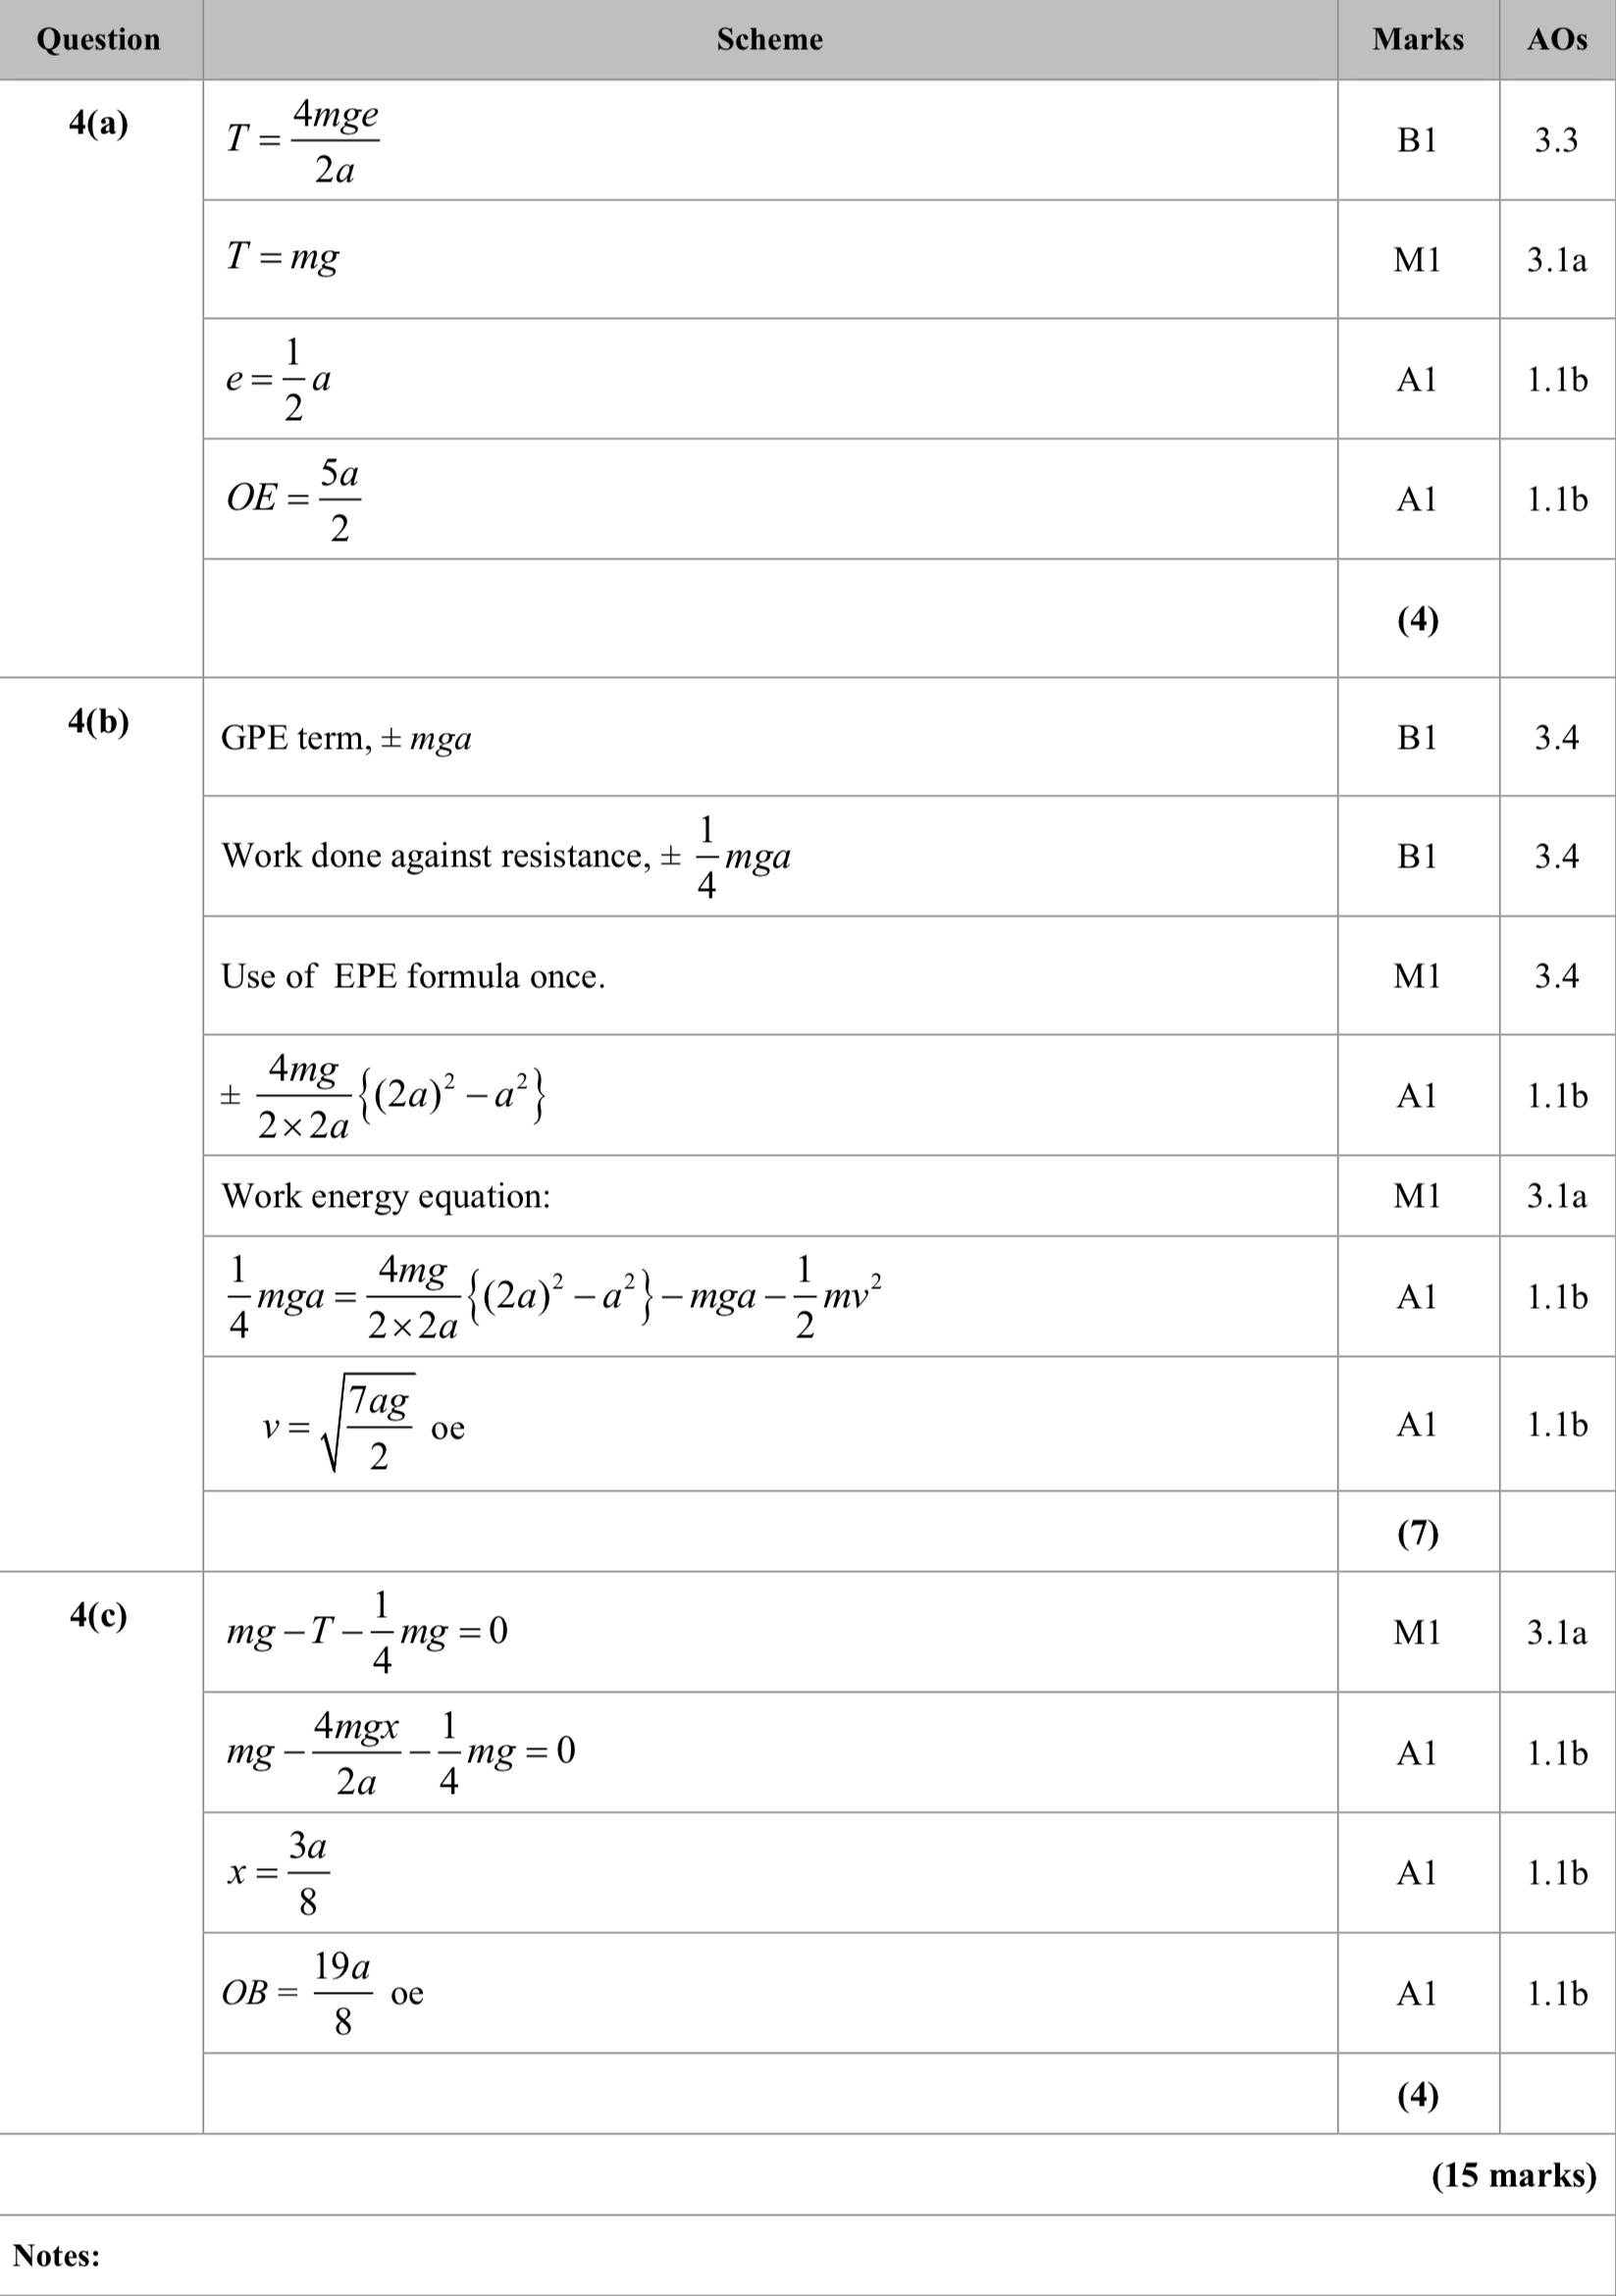 Question Scheme Marks AOs
4(a) T = \frac{4mge}{2a} B1 3.3
T = mg M1 3.1a
e = \frac{1}{2}a A1 1.1b
OE = \frac{5a}{2} A1 1.1b
(4)
4(b) GPE term, ± mga B1 3.4
Work done against resistance, ± \frac{1}{4}mga B1 3.4
Use of EPE formula once. M1 3.4
± \frac{4mg}{2×2a}{(2a)^2 − a^2} A1 1.1b
Work energy equation: M1 3.1a
\frac{1}{4}mga = \frac{4mg}{2×2a}{(2a)^2 − a^2} − mga − \frac{1}{2}mv^2 A1 1.1b
v = \sqrt{\frac{7ag}{2}} oe A1 1.1b
(7)
4(c) mg − T − \frac{1}{4}mg = 0 M1 3.1a
mg − \frac{4mgx}{2a} − \frac{1}{4}mg = 0 A1 1.1b
x = \frac{3a}{8} A1 1.1b
OB = \frac{19a}{8} oe A1 1.1b
(4)
(15 marks)
Notes: